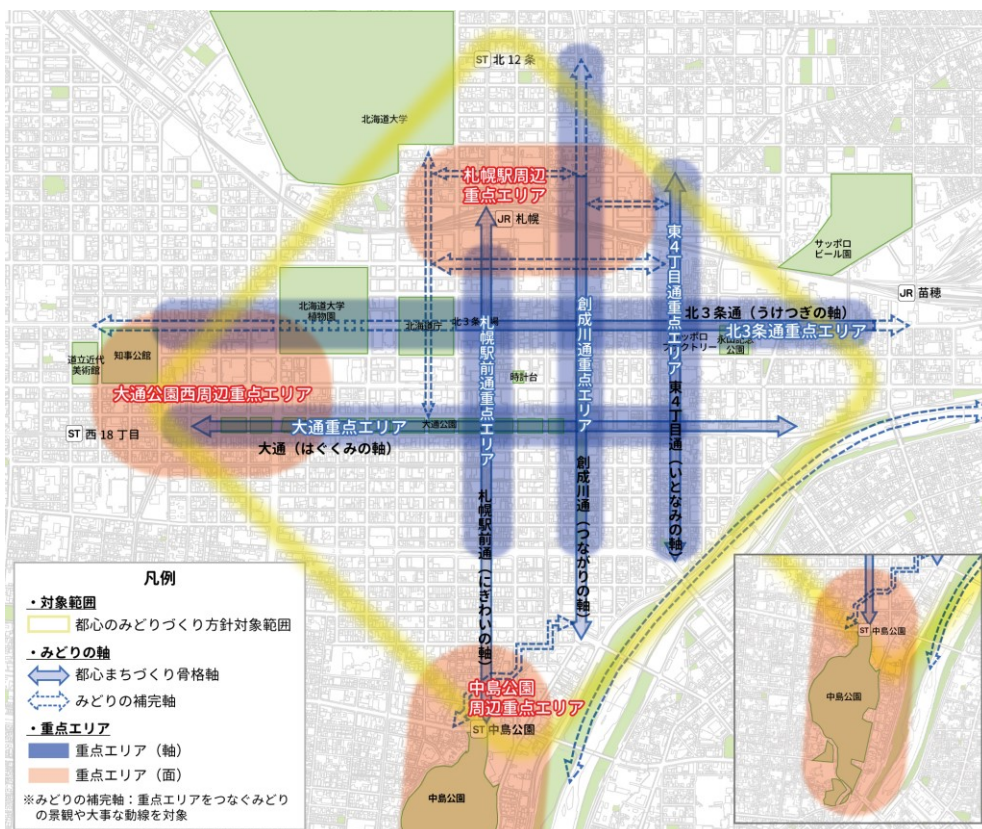 ST 北12条
北海道大学
札幌駅周辺
重点エリア
JR 札幌
サッポロ
ビール園
JR 苗穂
北海道大学
植物園
北海道庁
北3条通（うけつぎの軸）
北3条通重点エリア
永山記念
公園
道立近代
美術館
知事公館
時計台
大通公園西周辺重点エリア
ST 西18丁目
大通重点エリア
大通公園
大通（はぐくみの軸）
札幌駅前通重点エリア
札幌駅前通（にぎわいの軸）
創成川通重点エリア
創成川通（つながりの軸）
東4丁目通重点エリア
東4丁目通（いとなみの軸）
中島公園
周辺重点エリア
ST 中島公園
中島公園
ST 中島公園
中島公園
凡例
・対象範囲
都心のみどりづくり方針対象範囲
・みどりの軸
都心まちづくり骨格軸
みどりの補完軸
・重点エリア
重点エリア（軸）
重点エリア（面）
※みどりの補完軸：重点エリアをつなぐみどり
の景観や大事な動線を対象